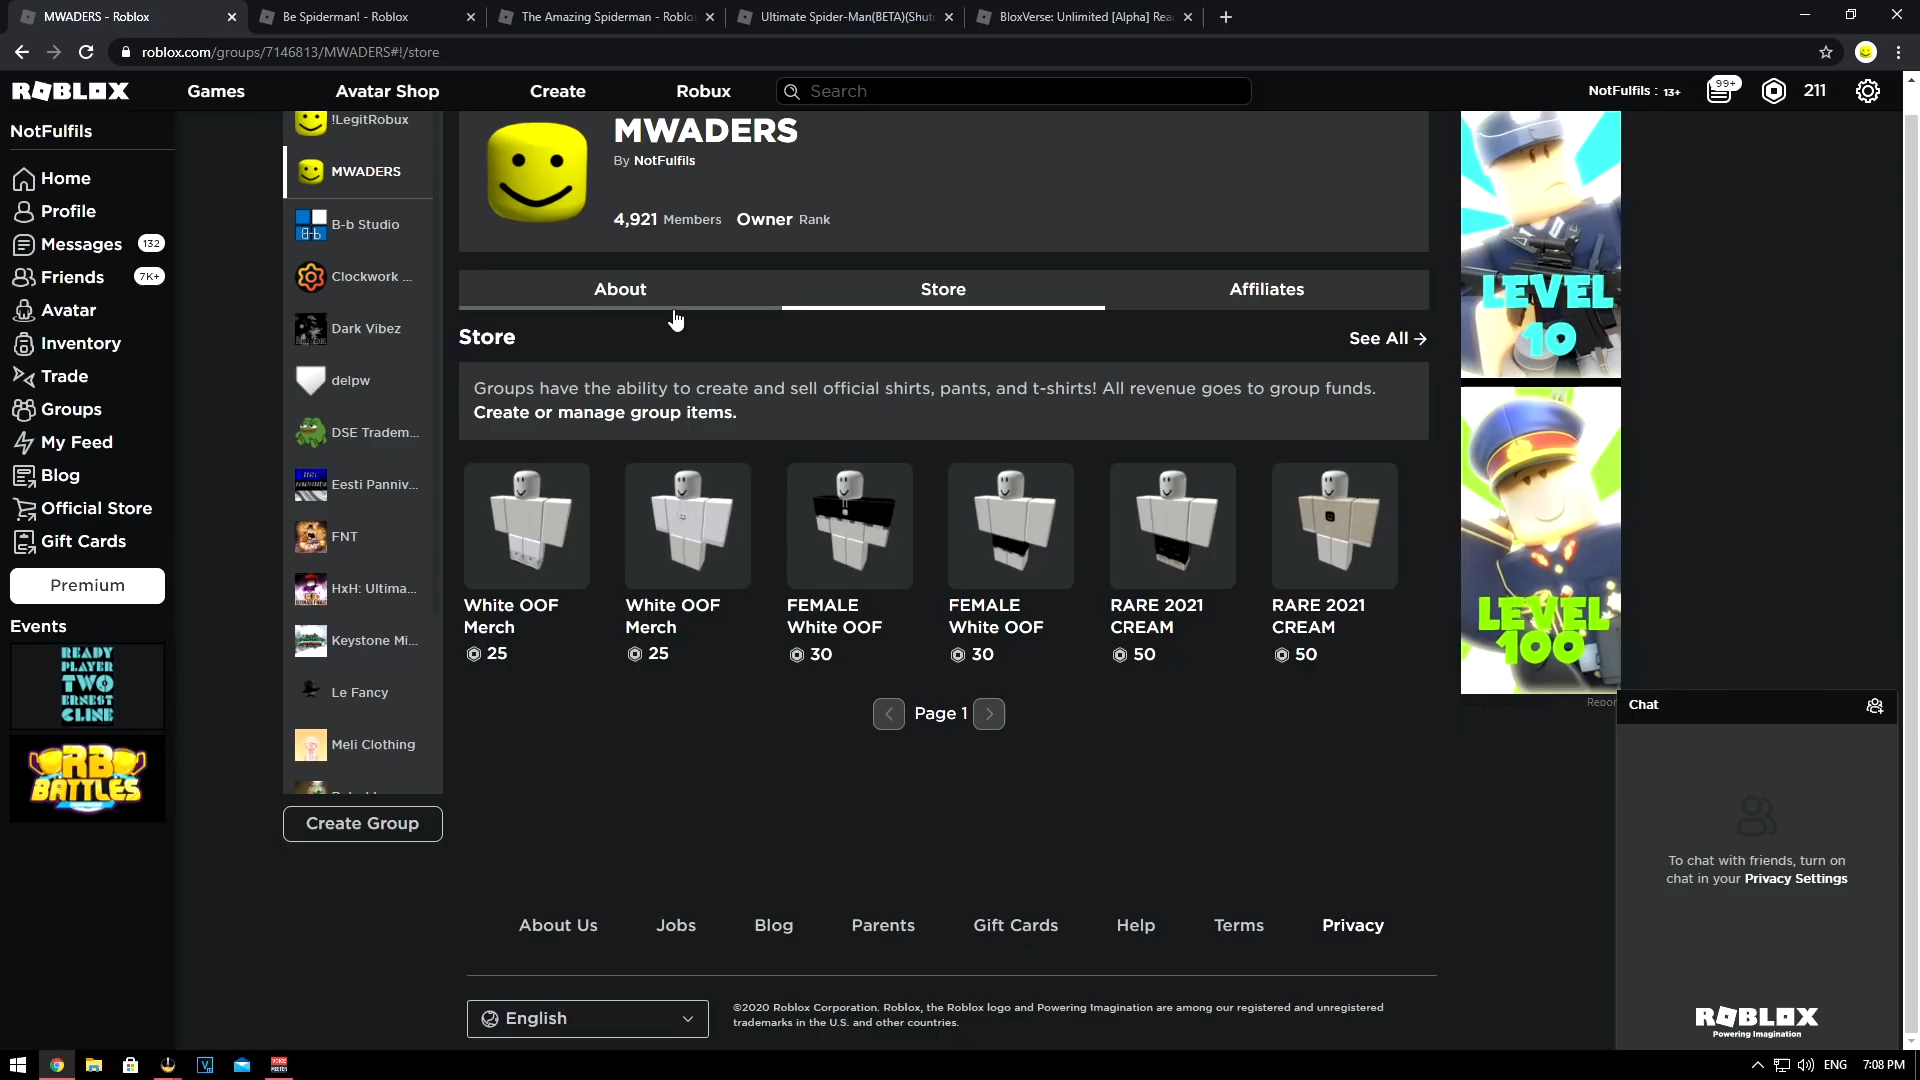 MWADERS - Roblox
Be Spiderman! - Roblox
The Amazing Spiderman - Roblo
Ultimate Spider-Man(BETA)(Shut
BloxVerse: Unlimited [Alpha] Rea
roblox.com/groups/7146813/MWADERS#!/store
ROBLOX
Games
Avatar Shop
Create
Robux
Search
NotFulfils : 13+
99+
211
NotFulfils
Home
Profile
Messages 132
Friends 7K+
Avatar
Inventory
Trade
Groups
My Feed
Blog
Official Store
Gift Cards
Premium
Events
READY
PLAYER
TWO
ERNEST
CLINE
RB
BATTLES
!LegitRobux
MWADERS
B-b Studio
Clockwork ...
Dark Vibez
delpw
DSE Tradem...
Eesti Panniv...
FNT
HxH: Ultima...
Keystone Mi...
Le Fancy
Meli Clothing
Create Group
MWADERS
By NotFulfils
4,921 Members Owner Rank
About
Store
Affiliates
Store
See All
Groups have the ability to create and sell official shirts, pants, and t-shirts! All revenue goes to group funds.
Create or manage group items.
White OOF
Merch
25
White OOF
Merch
25
FEMALE
White OOF
30
FEMALE
White OOF
30
RARE 2021
CREAM
50
RARE 2021
CREAM
50
Page 1
LEVEL
10
LEVEL
100
Chat
To chat with friends, turn on
chat in your Privacy Settings
ROBLOX
Powering Imagination
About Us
Jobs
Blog
Parents
Gift Cards
Help
Terms
Privacy
English
©2020 Roblox Corporation. Roblox, the Roblox logo and Powering Imagination are among our registered and unregistered
trademarks in the U.S. and other countries.
ENG
7:08 PM